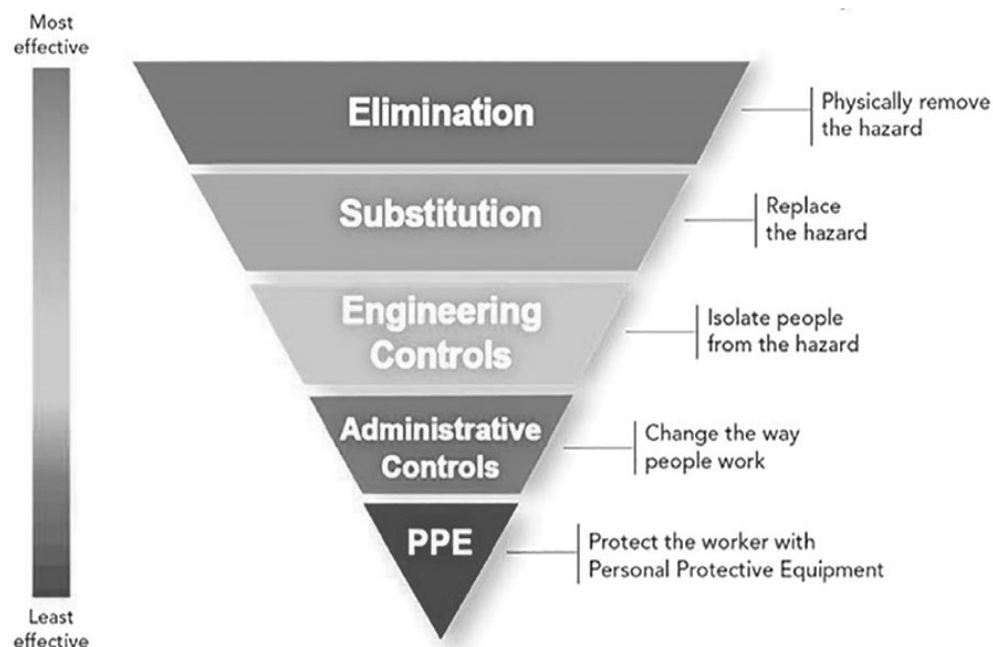 Most
effective
Elimination
Physically remove
the hazard
Substitution
Replace
the hazard
Engineering
Controls
Isolate people
from the hazard
Administrative
Controls
Change the way
people work
PPE
Protect the worker with
Personal Protective Equipment
Least
effective